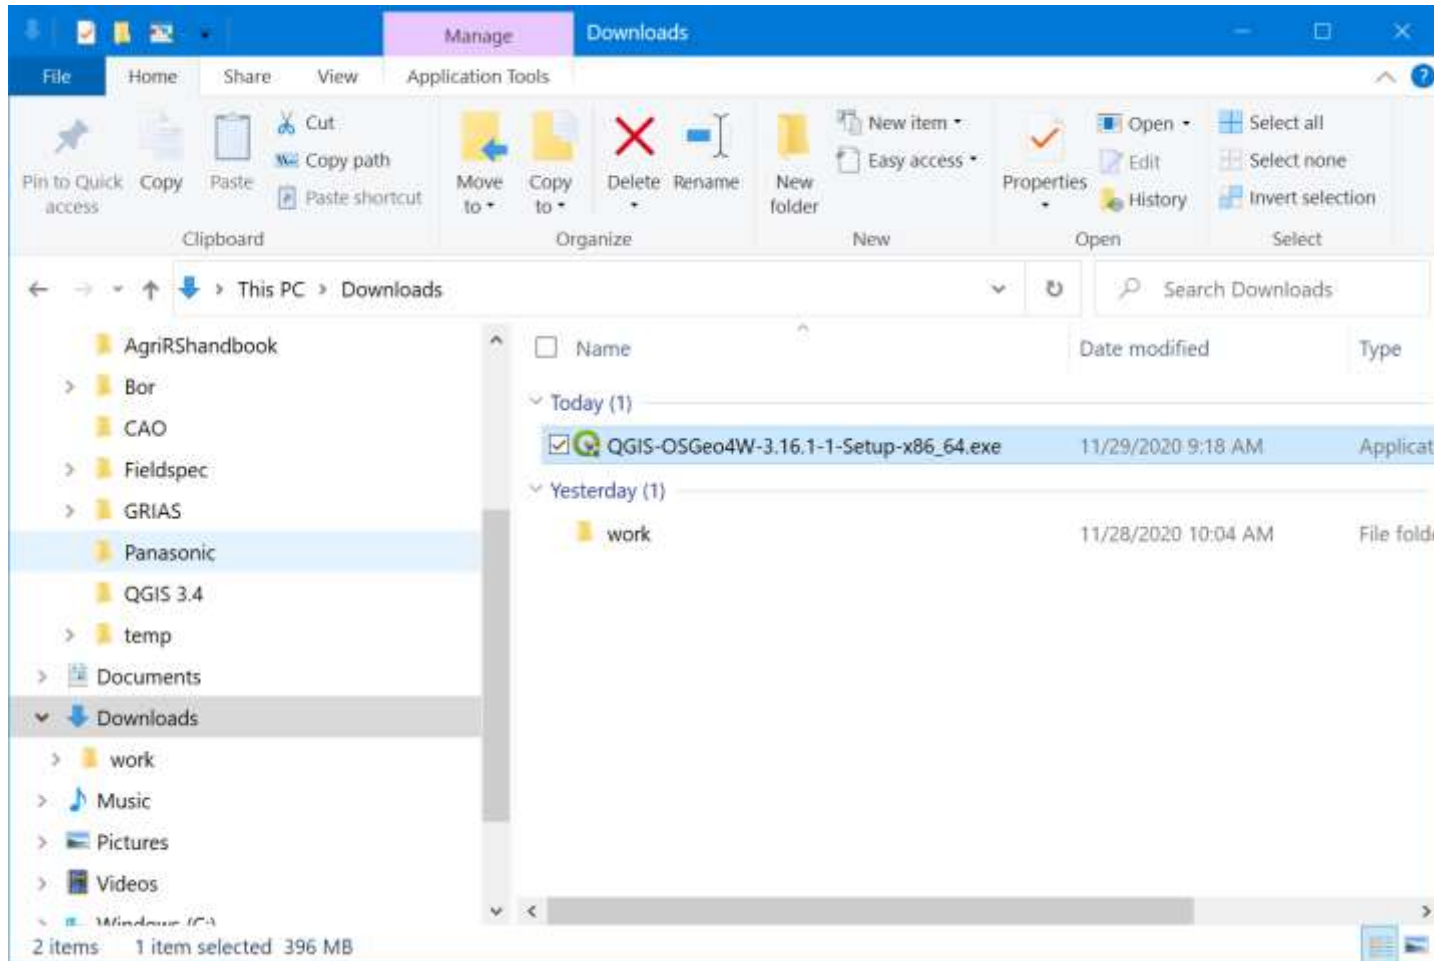 Manage
Downloads
File
Home
Share
View
Application Tools
Pin to Quick access
Copy
Paste
Cut
Copy path
Paste shortcut
Clipboard
Move to
Copy to
Delete
Rename
Organize
New folder
New item
Easy access
New
Properties
Open
Edit
History
Open
Select all
Select none
Invert selection
Select
This PC > Downloads
Search Downloads
AgriRShandbook
Bor
CAO
Fieldspec
GRIAS
Panasonic
QGIS 3.4
temp
Documents
Downloads
work
Music
Pictures
Videos
Windows (C:)
Name
Date modified
Type
Today (1)
QGIS-OSGeo4W-3.16.1-1-Setup-x86_64.exe
11/29/2020 9:18 AM
Applicat
Yesterday (1)
work
11/28/2020 10:04 AM
File folde
2 items
1 item selected 396 MB